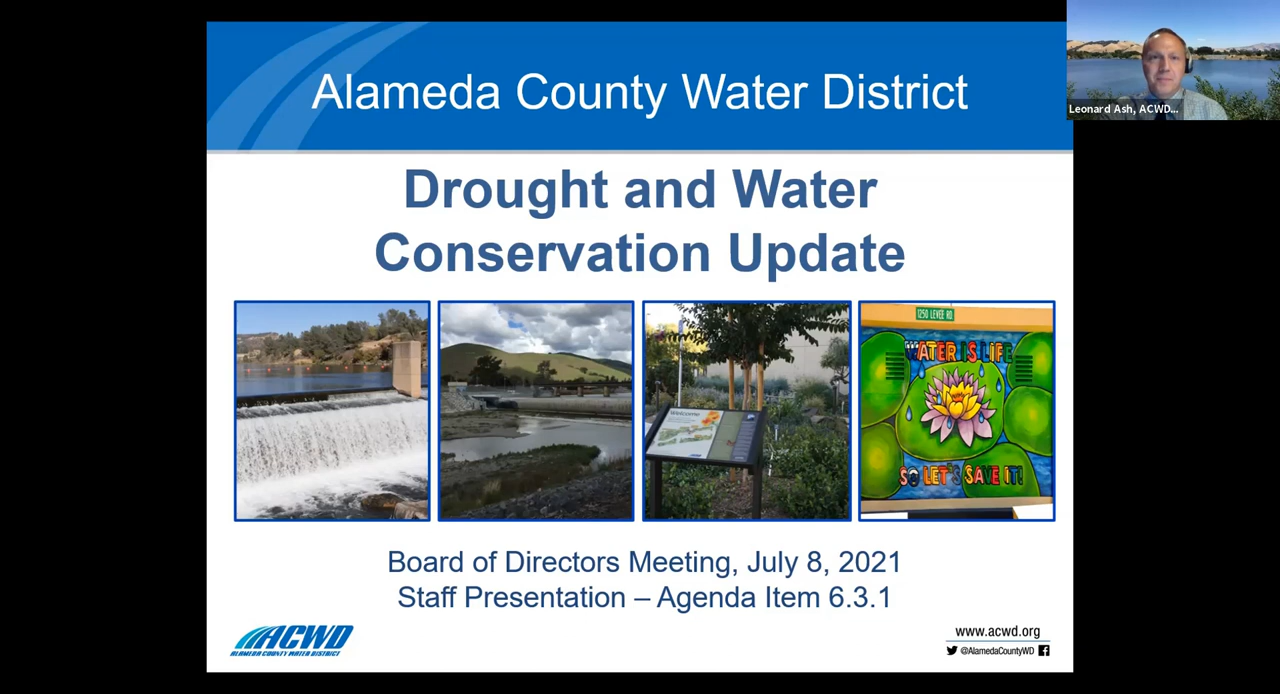 Alameda County Water District
Leonard Ash, ACWD...
Drought and Water
Conservation Update
1250 LEVEE RD
WATER IS LIFE
Welcome
SO LET'S SAVE IT!
Board of Directors Meeting, July 8, 2021
Staff Presentation – Agenda Item 6.3.1
ACWD
ALAMEDA COUNTY WATER DISTRICT
www.acwd.org
@AlamedaCountyWD